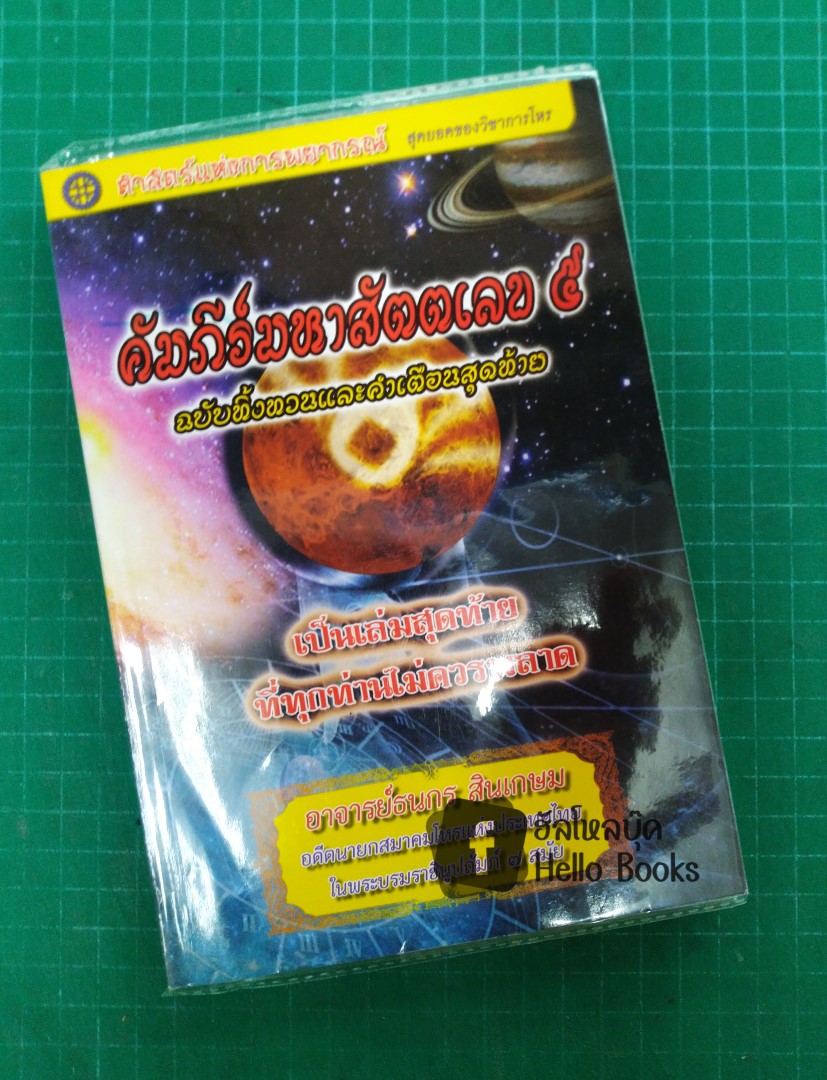 ศาสตร์แห่งการพยากรณ์ สุดยอดของวิชาการโหร
คัมภีร์มหาสัตตเลข ๕
ฉบับทิ้งทวนและคำเตือนสุดท้าย
เป็นเล่มสุดท้าย
ที่ทุกท่านไม่ควรพลาด
อาจารย์ธนกร สินเกษม
อดีตนายกสมาคมโหรแห่งประเทศไทย
ในพระบรมราชินูปถัมภ์ ๗ สมัย
ฮัลโหลบุ๊ค
Hello Books